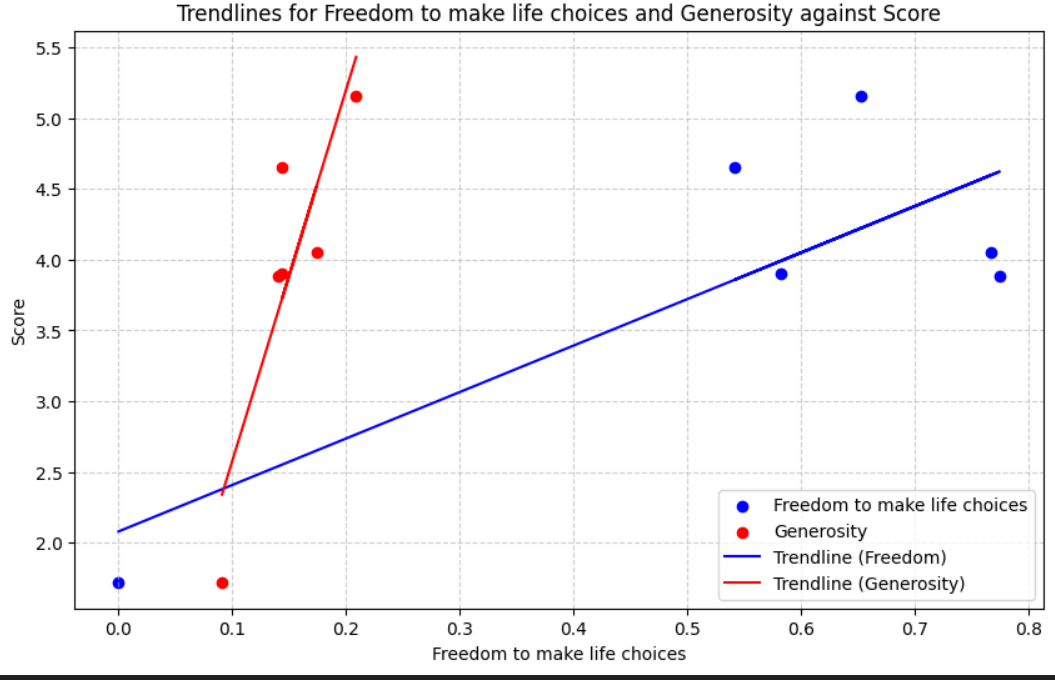 Trendlines for Freedom to make life choices and Generosity against Score
5.5
5.0
4.5
4.0
3.5
3.0
2.5
2.0
Score
Freedom to make life choices
Generosity
Trendline (Freedom)
Trendline (Generosity)
0.0 0.1 0.2 0.3 0.4 0.5 0.6 0.7 0.8
Freedom to make life choices